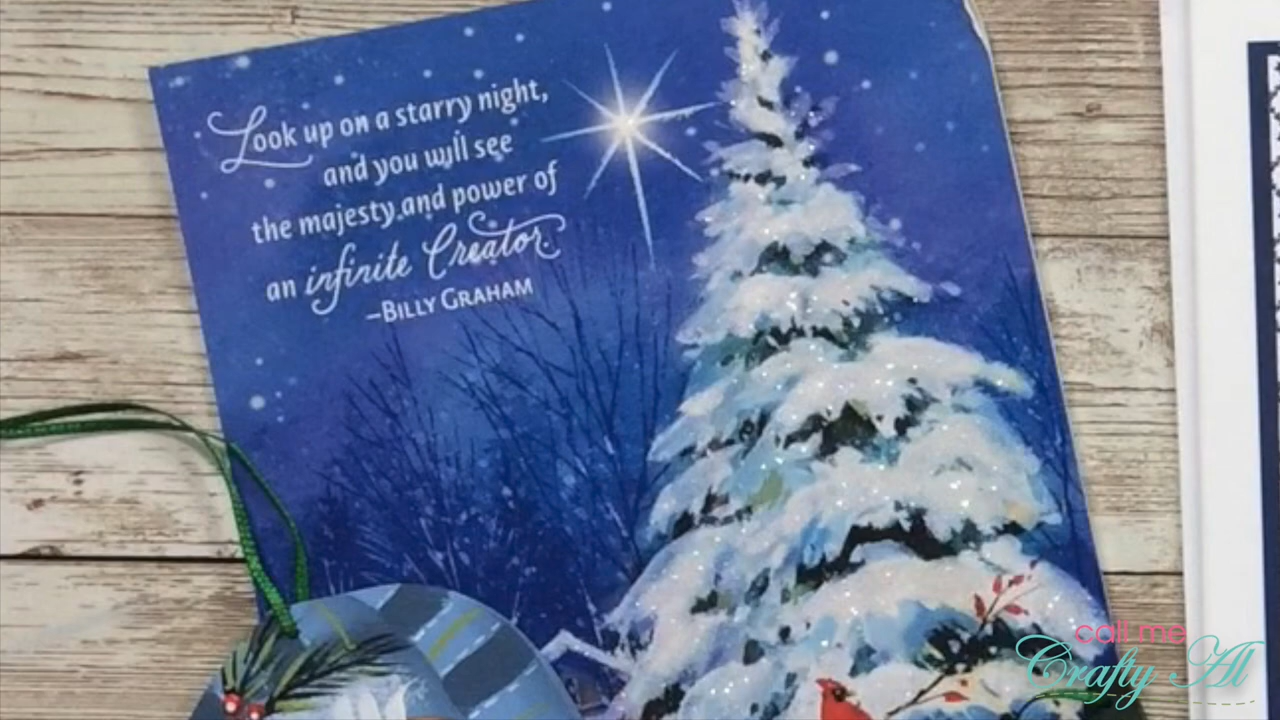 Look up on a starry night,
and you will see
the majesty and power of
an infinite Creator.
–BILLY GRAHAM
call me
Crafty Al